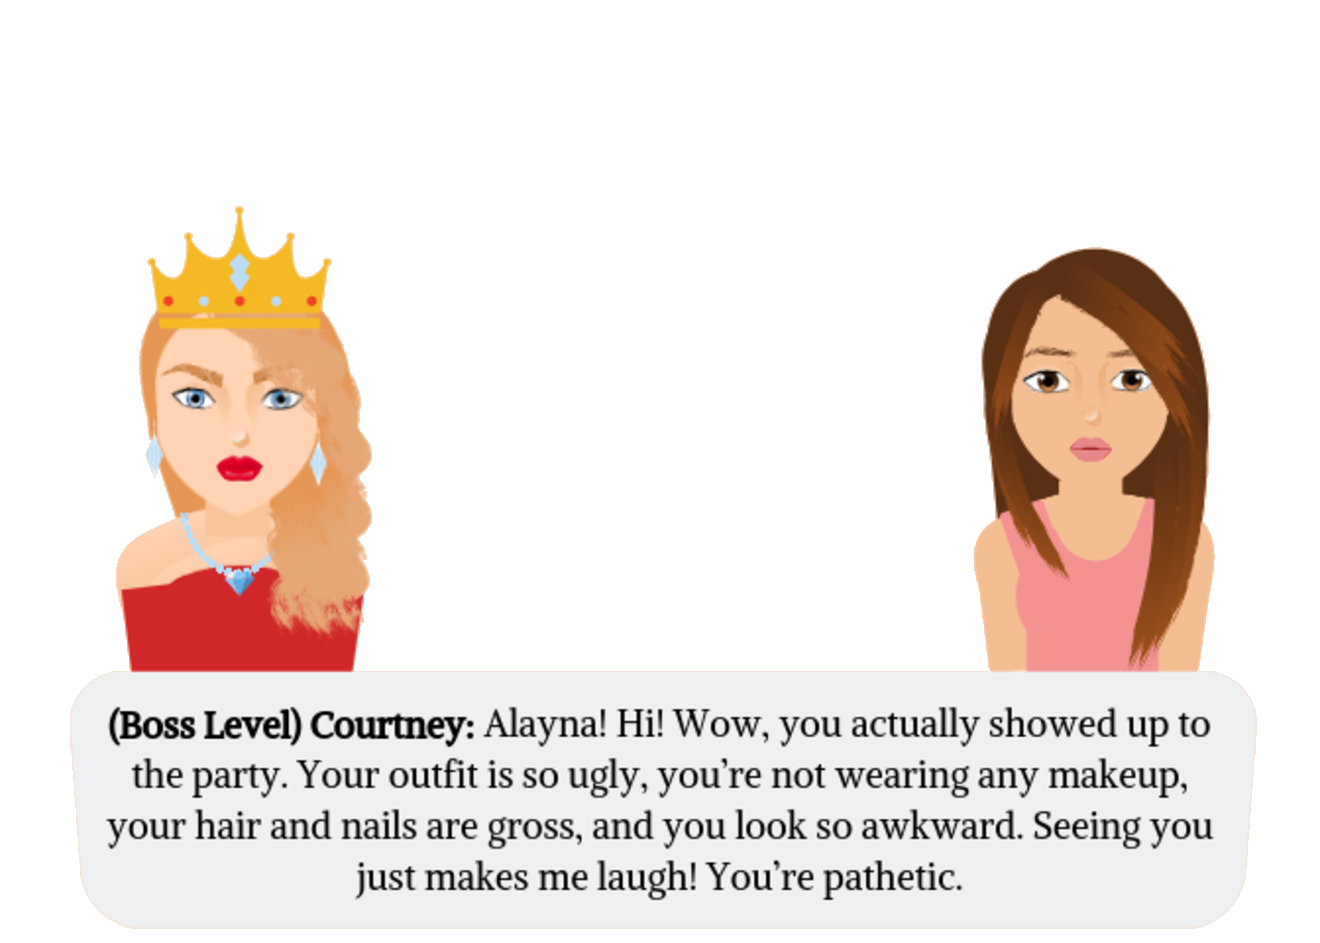 (Boss Level) Courtney: Alayna! Hi! Wow, you actually showed up to
the party. Your outfit is so ugly, you’re not wearing any makeup,
your hair and nails are gross, and you look so awkward. Seeing you
just makes me laugh! You’re pathetic.